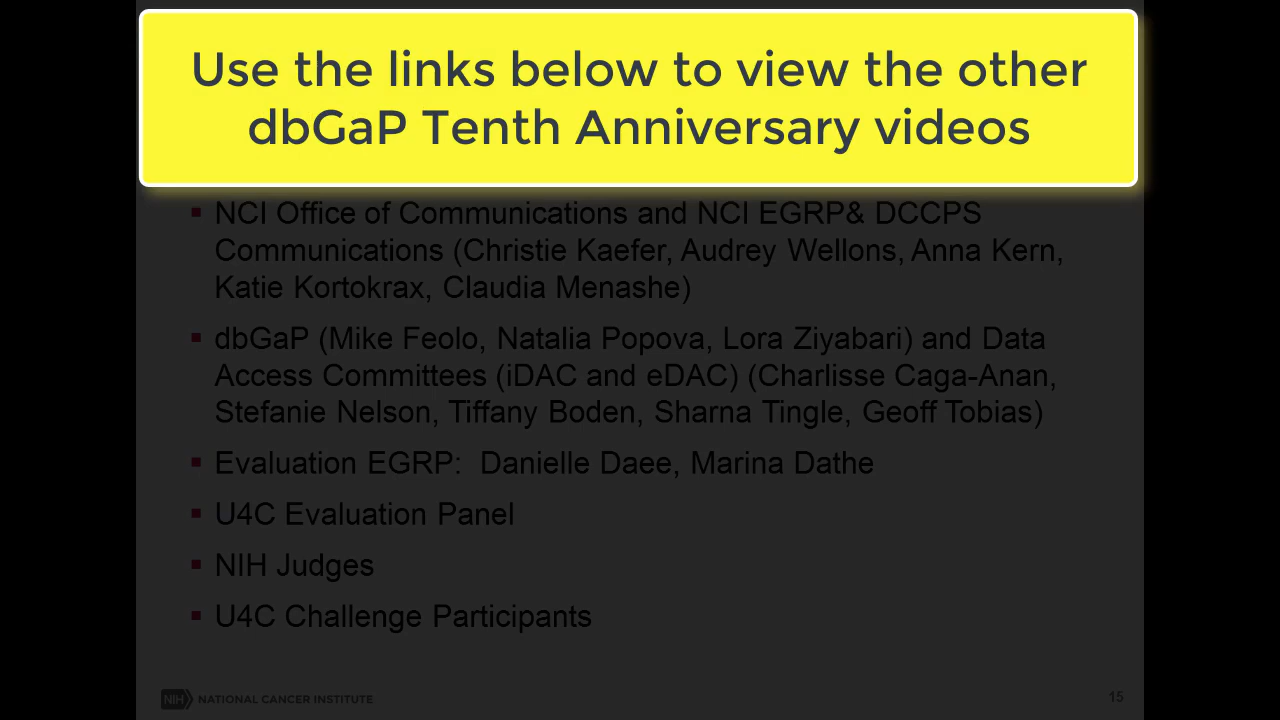 Use the links below to view the other
dbGaP Tenth Anniversary videos
▪ NCI Office of Communications and NCI EGRP& DCCPS
Communications (Christie Kaefer, Audrey Wellons, Anna Kern,
Katie Kortokrax, Claudia Menashe)
▪ dbGaP (Mike Feolo, Natalia Popova, Lora Ziyabari) and Data
Access Committees (iDAC and eDAC) (Charlisse Caga-Anan,
Stefanie Nelson, Tiffany Boden, Sharna Tingle, Geoff Tobias)
▪ Evaluation EGRP: Danielle Daee, Marina Dathe
▪ U4C Evaluation Panel
▪ NIH Judges
▪ U4C Challenge Participants
NIH NATIONAL CANCER INSTITUTE
15